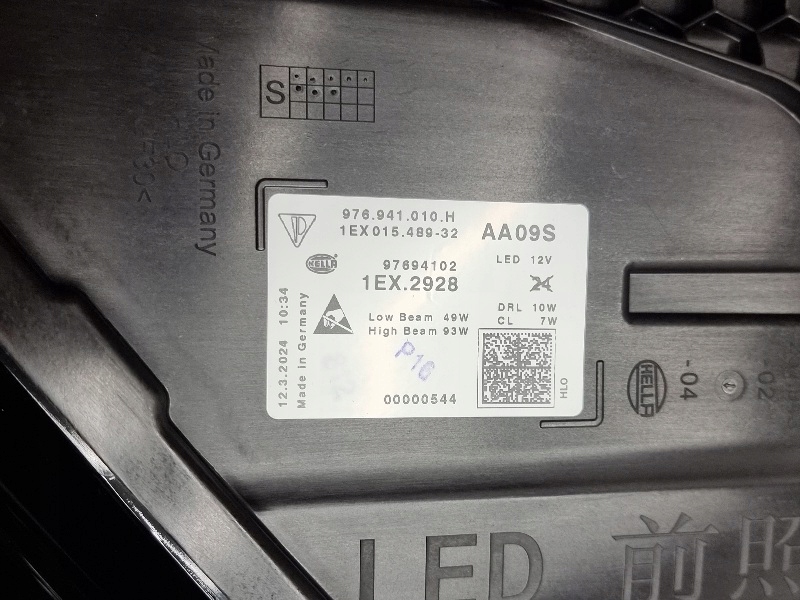 Made in Germany
S
976.941.010.H
1EX015.489-32
AA09S
HELLA
97694102
LED 12V
1EX.2928
DRL 10W
CL 7W
Low Beam 49W
High Beam 93W
12.3.2024 10:34
Made in Germany
P16
00000544
HLO
HELLA
-04
02
LED 前照